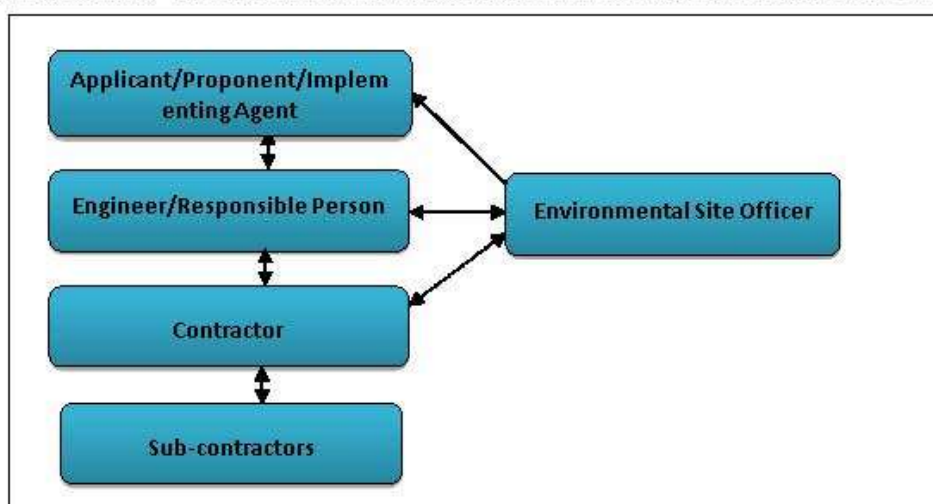 Applicant/Proponent/Implem
enting Agent
Engineer/Responsible Person
Environmental Site Officer
Contractor
Sub-contractors